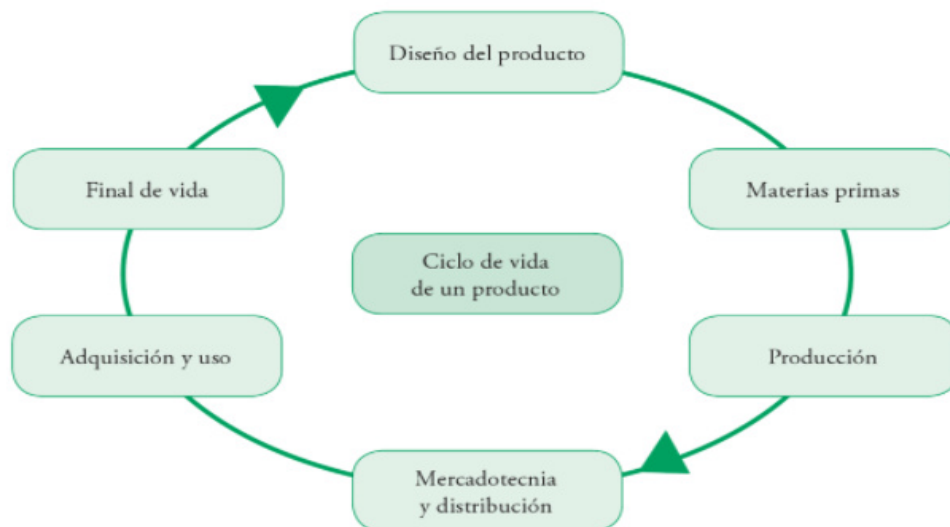 Diseño del producto
Final de vida
Materias primas
Ciclo de vida
de un producto
Adquisición y uso
Producción
Mercadotecnia
y distribución